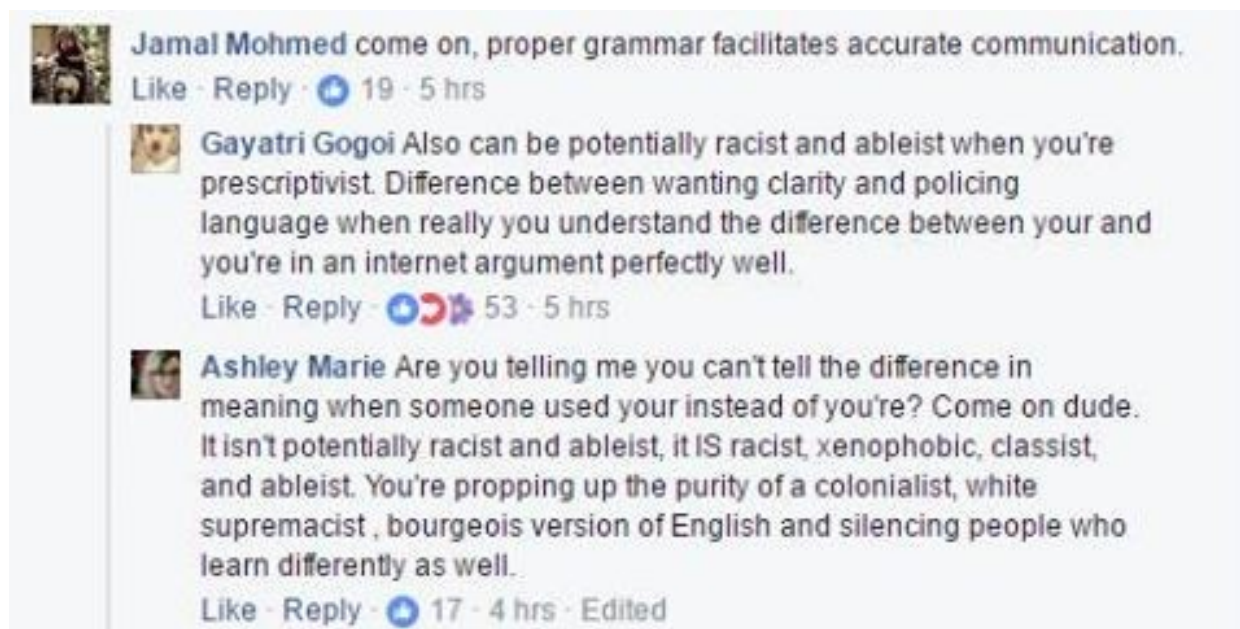 Jamal Mohmed come on, proper grammar facilitates accurate communication.
Like · Reply · 19 · 5 hrs
Gayatri Gogoi Also can be potentially racist and ableist when you're
prescriptivist. Difference between wanting clarity and policing
language when really you understand the difference between your and
you're in an internet argument perfectly well.
Like · Reply · 53 · 5 hrs
Ashley Marie Are you telling me you can't tell the difference in
meaning when someone used your instead of you're? Come on dude.
It isn't potentially racist and ableist, it IS racist, xenophobic, classist,
and ableist. You're propping up the purity of a colonialist, white
supremacist , bourgeois version of English and silencing people who
learn differently as well.
Like · Reply · 17 · 4 hrs · Edited